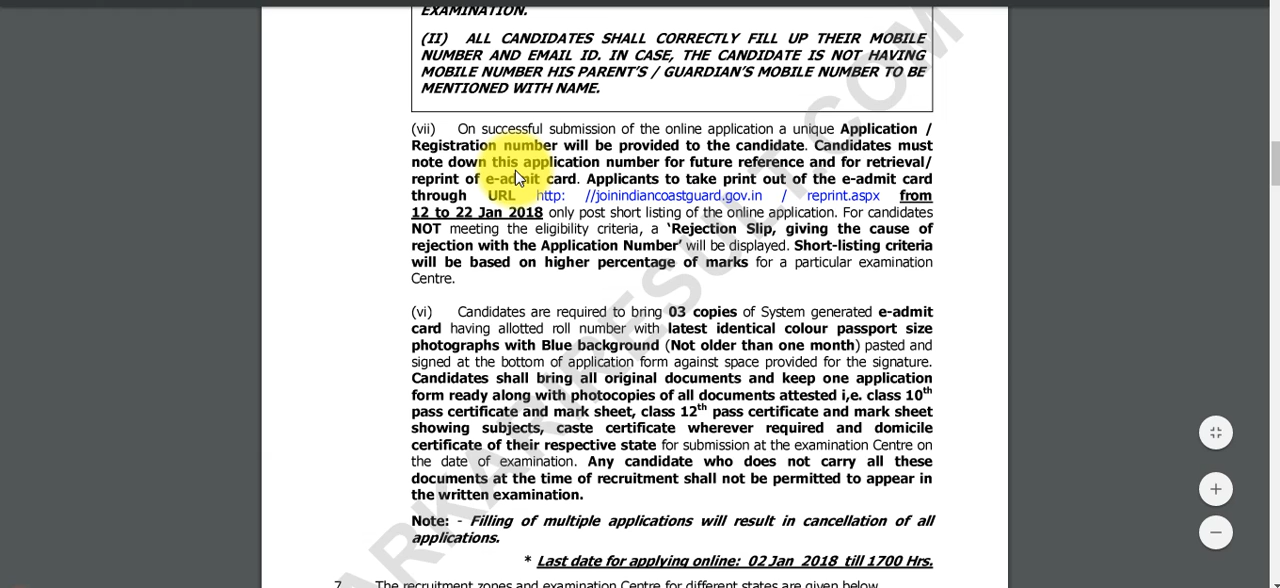 EXAMINATION.
(II) ALL CANDIDATES SHALL CORRECTLY FILL UP THEIR MOBILE
NUMBER AND EMAIL ID. IN CASE, THE CANDIDATE IS NOT HAVING
MOBILE NUMBER HIS PARENT'S / GUARDIAN'S MOBILE NUMBER TO BE
MENTIONED WITH NAME.
(vii) On successful submission of the online application a unique Application /
Registration number will be provided to the candidate. Candidates must
note down this application number for future reference and for retrieval/
reprint of e-admit card. Applicants to take print out of the e-admit card
through URL http: //joinindiancoastguard.gov.in / reprint.aspx from
12 to 22 Jan 2018 only post short listing of the online application. For candidates
NOT meeting the eligibility criteria, a 'Rejection Slip, giving the cause of
rejection with the Application Number' will be displayed. Short-listing criteria
will be based on higher percentage of marks for a particular examination
Centre.
(vi) Candidates are required to bring 03 copies of System generated e-admit
card having allotted roll number with latest identical colour passport size
photographs with Blue background (Not older than one month) pasted and
signed at the bottom of application form against space provided for the signature.
Candidates shall bring all original documents and keep one application
form ready along with photocopies of all documents attested i,e. class 10th
pass certificate and mark sheet, class 12th pass certificate and mark sheet
showing subjects, caste certificate wherever required and domicile
certificate of their respective state for submission at the examination Centre on
the date of examination. Any candidate who does not carry all these
documents at the time of recruitment shall not be permitted to appear in
the written examination.
Note: - Filling of multiple applications will result in cancellation of all
applications.
* Last date for applying online: 02 Jan 2018 till 1700 Hrs.
7. The recruitment zones and examination Centre for different states are given below
ARKARIRESULT.COM